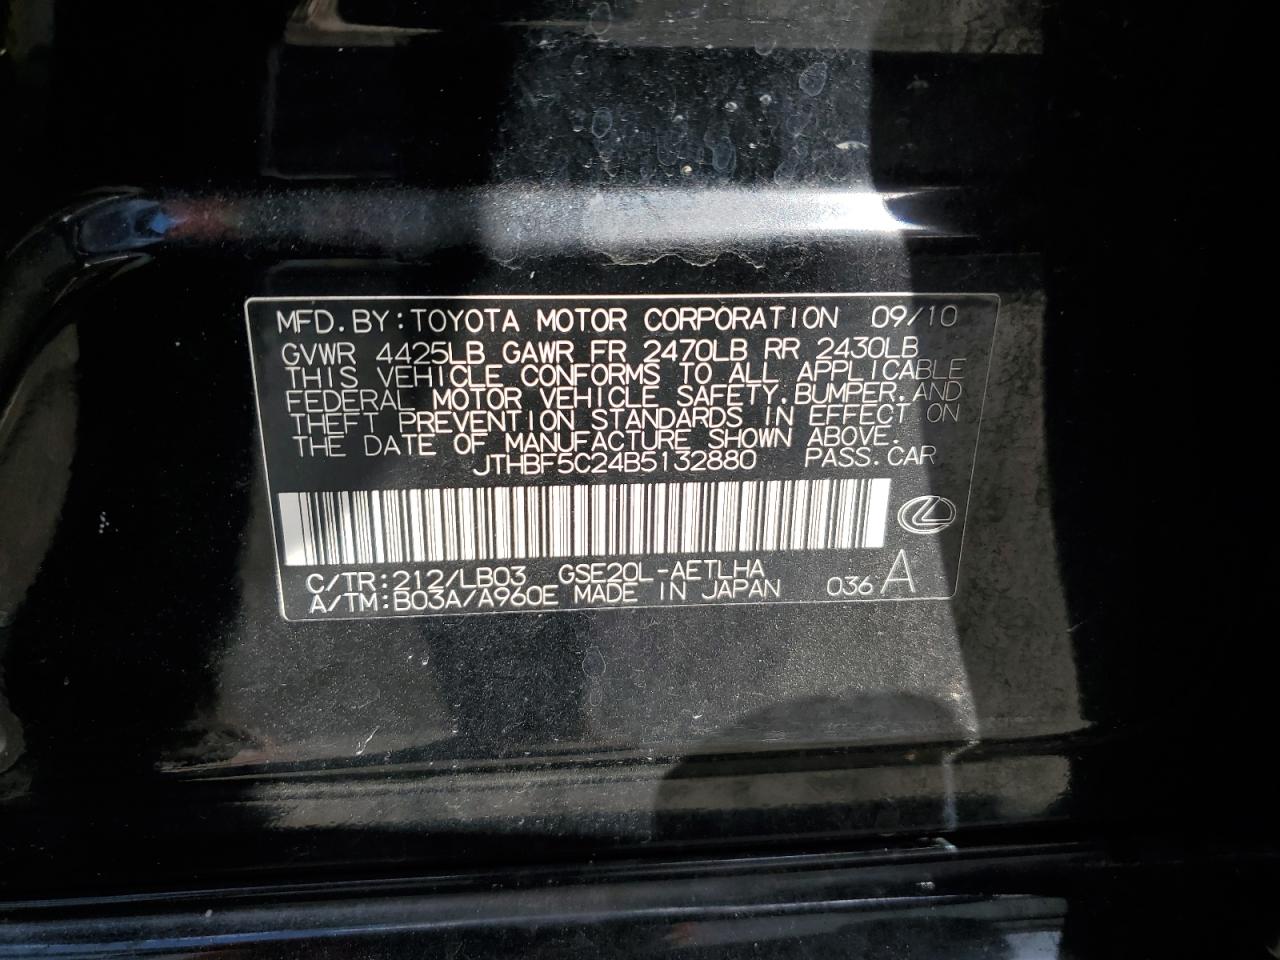 MFD.BY:TOYOTA MOTOR CORPORATION 09/10
GVWR 4425LB GAWR FR 2470LB RR 2430LB
THIS VEHICLE CONFORMS TO ALL APPLICABLE
FEDERAL MOTOR VEHICLE SAFETY,BUMPER,AND
THEFT PREVENTION STANDARDS IN EFFECT ON
THE DATE OF MANUFACTURE SHOWN ABOVE.
JTHBF5C24B5132880 PASS.CAR
C/TR:212/LB03 GSE20L-AETLHA
A/TM:B03A/A960E MADE IN JAPAN 036 A